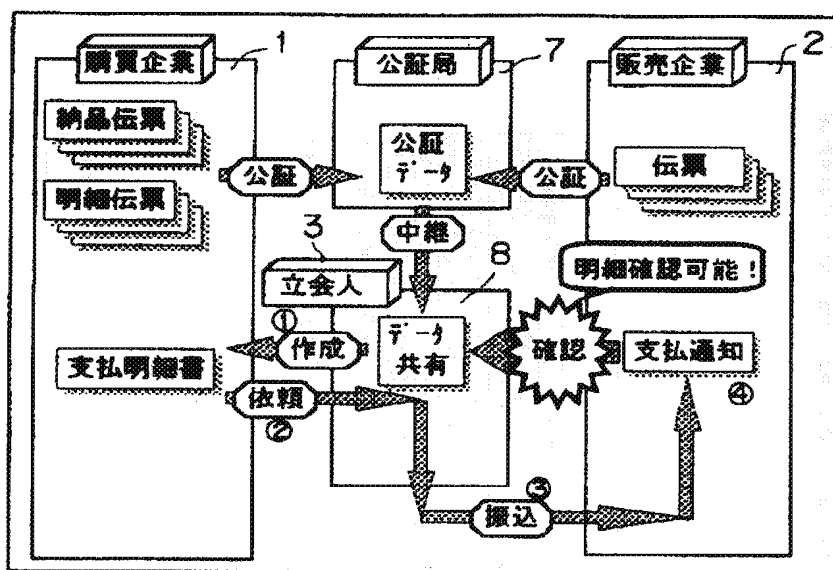 購買企業
1
公証局
7
販売企業
2
納品伝票
明細伝票
公証
公証
データ
公証
伝票
中継
3
立会人
8
明細確認可能!
①
作成
データ
共有
確認
支払通知
④
支払明細書
依頼
②
③
振込